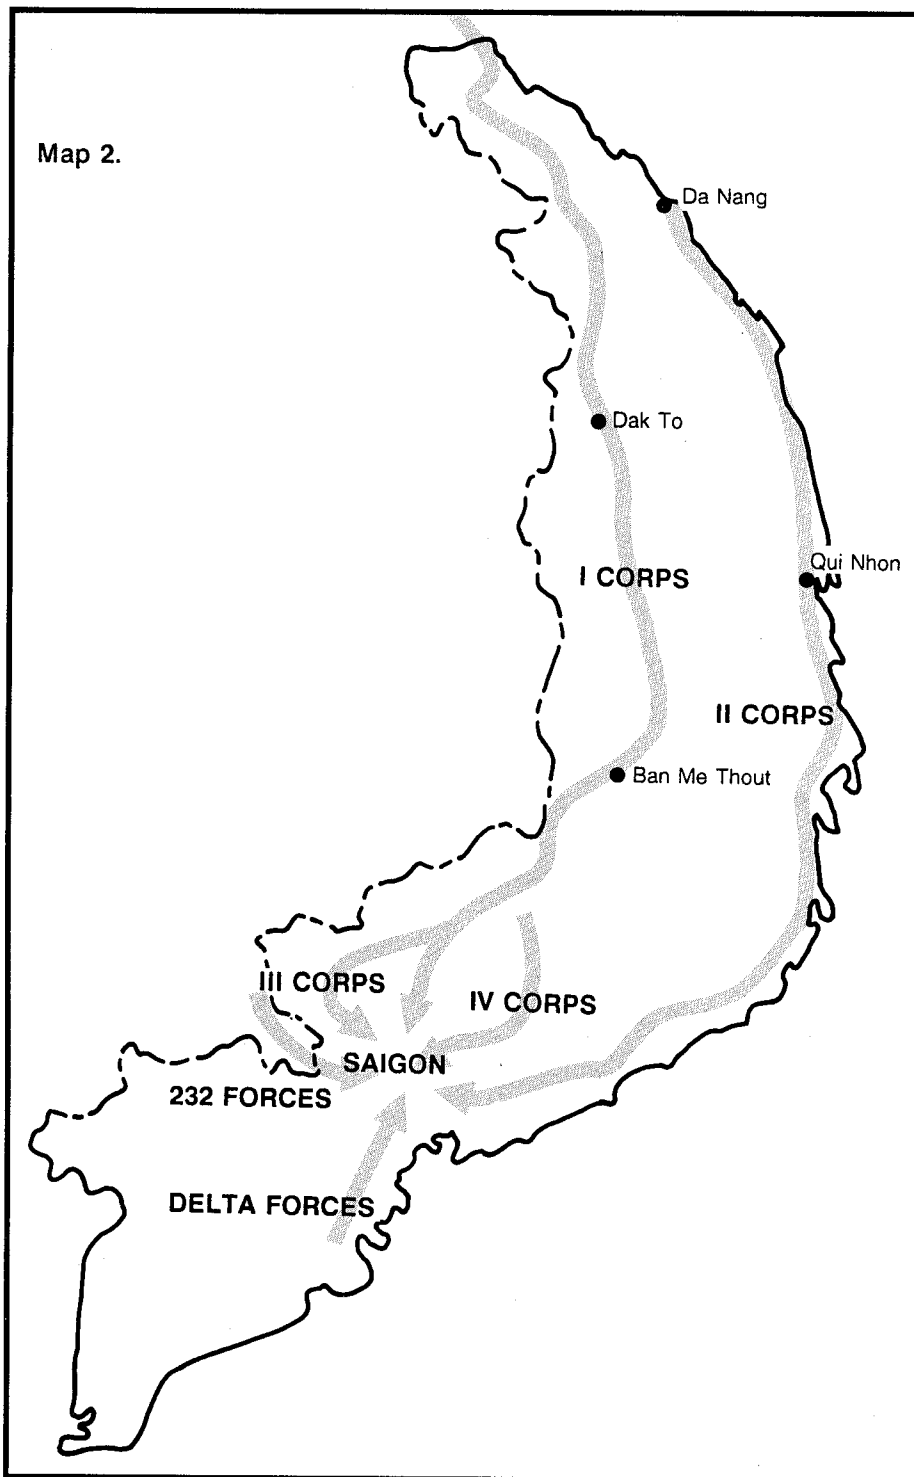 Map 2.
Da Nang
Dak To
Qui Nhon
I CORPS
II CORPS
Ban Me Thout
III CORPS
IV CORPS
SAIGON
232 FORCES
DELTA FORCES